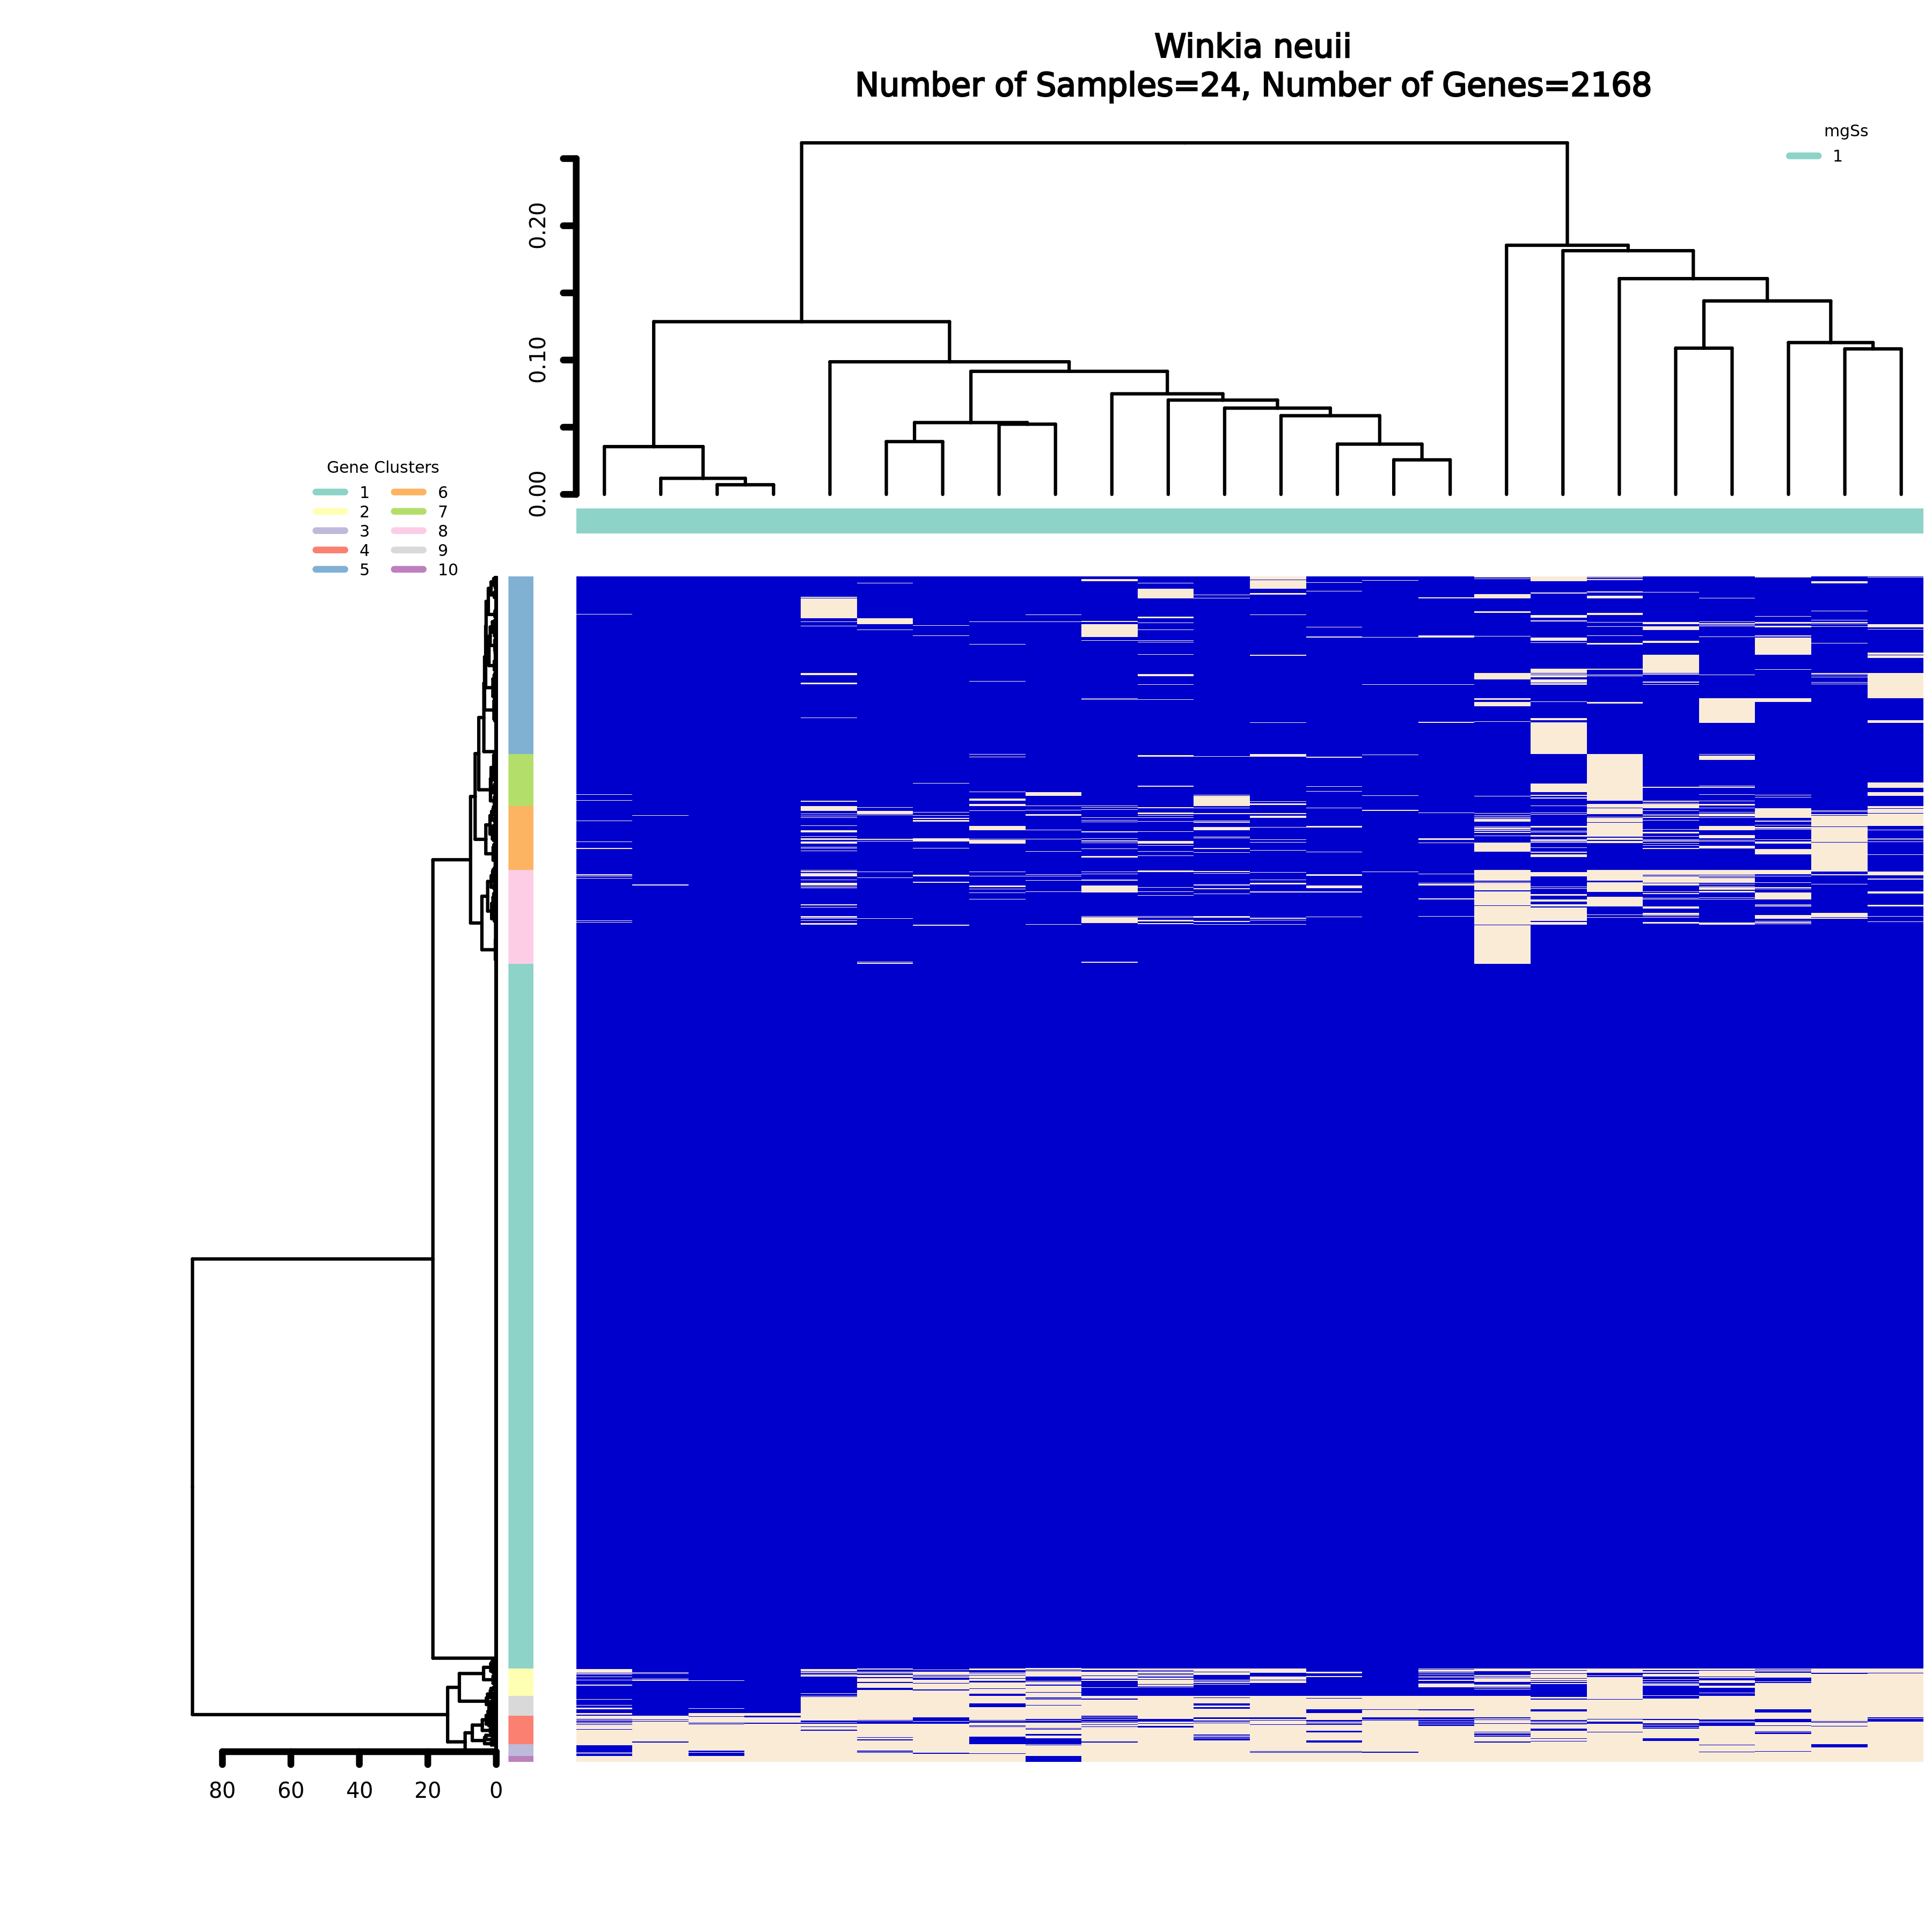 Winkia neuii
Number of Samples=24, Number of Genes=2168
mgSs
1
0.20
0.10
0.00
Gene Clusters
1 6
2 7
3 8
4 9
5 10
80 60 40 20 0